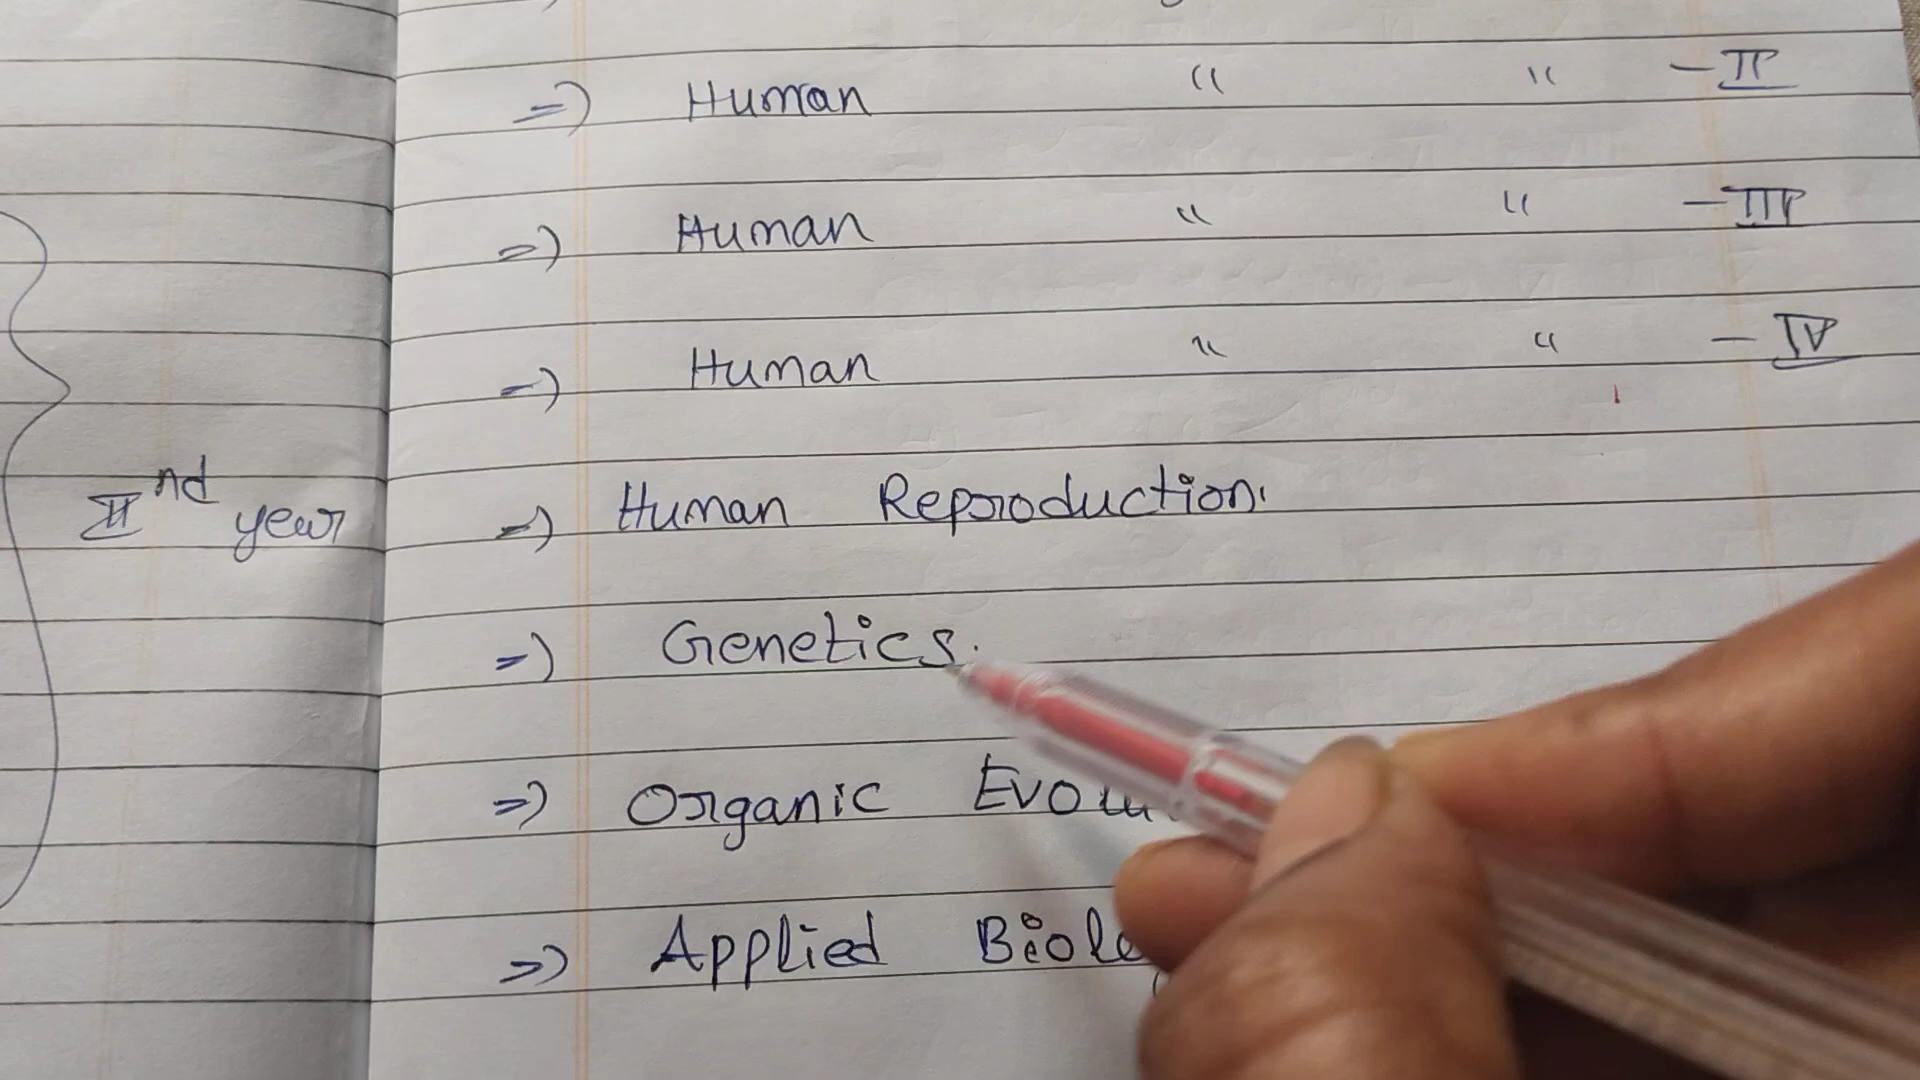 ⇒ Human " " - II
⇒ Human " " - III
⇒ Human " " - IV
IInd year
⇒ Human Reproduction.
⇒ Genetics.
⇒ Organic
⇒ Applied